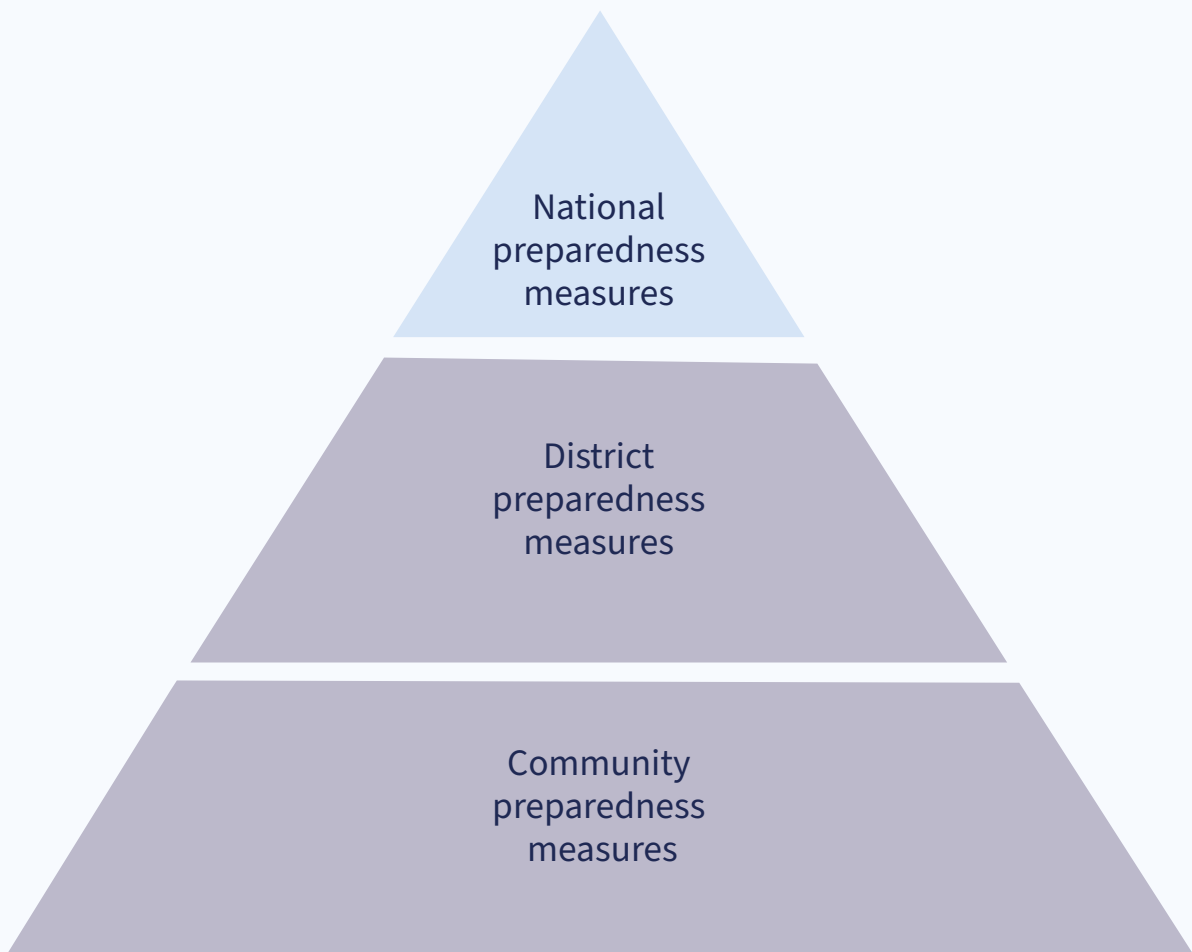 National
preparedness
measures
District
preparedness
measures
Community
preparedness
measures